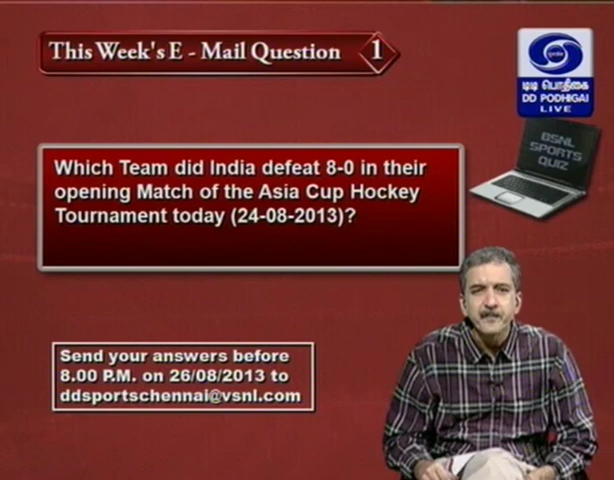 This Week's E - Mail Question 1
டிடி பொதிகை
DD PODHIGAI
LIVE
BSNL
SPORTS
QUIZ
Which Team did India defeat 8-0 in their
opening Match of the Asia Cup Hockey
Tournament today (24-08-2013)?
Send your answers before
8.00 P.M. on 26/08/2013 to
ddsportschennai@vsnl.com